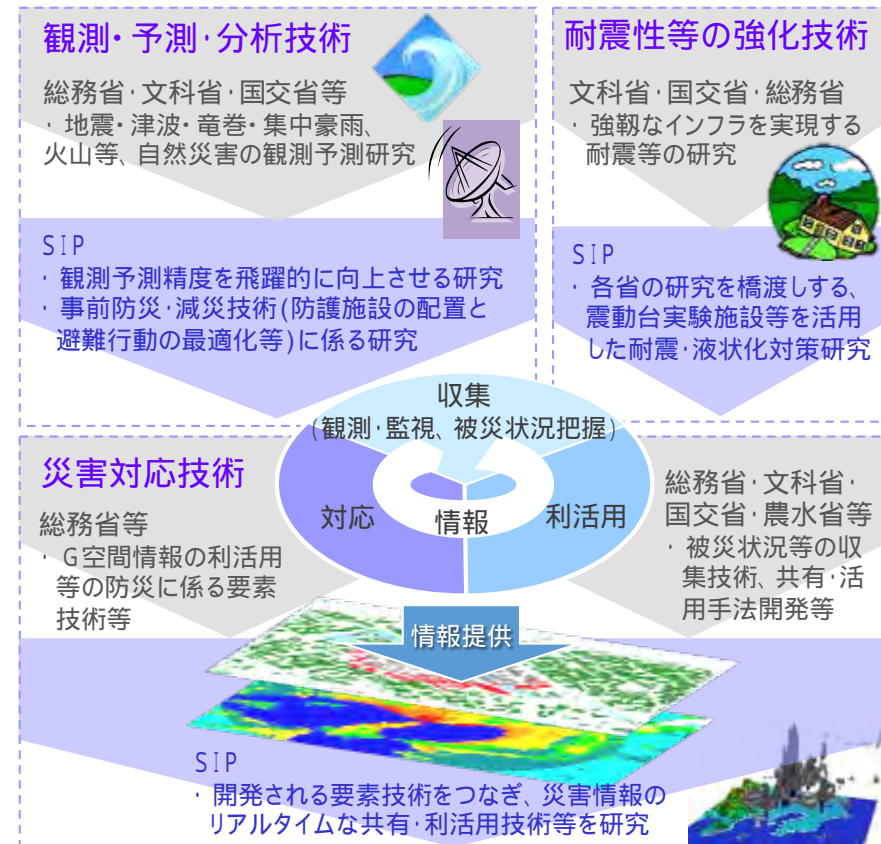 観測・予測・分析技術
総務省・文科省・国交省等
・地震・津波・竜巻・集中豪雨、
火山等、自然災害の観測予測研究
SIP
・観測予測精度を飛躍的に向上させる研究
・事前防災・減災技術(防護施設の配置と
避難行動の最適化等)に係る研究
耐震性等の強化技術
文科省・国交省・総務省
・強靱なインフラを実現する
耐震等の研究
SIP
・各省の研究を橋渡しする、
震動台実験施設等を活用
した耐震・液状化対策研究
収集
(観測・監視、被災状況把握)
対応
情報
利活用
災害対応技術
総務省等
・G空間情報の利活用
等の防災に係る要素
技術等
総務省・文科省・
国交省・農水省等
・被災状況等の収
集技術、共有・活
用手法開発等
情報提供
SIP
・開発される要素技術をつなぎ、災害情報の
リアルタイムな共有・利活用技術等を研究